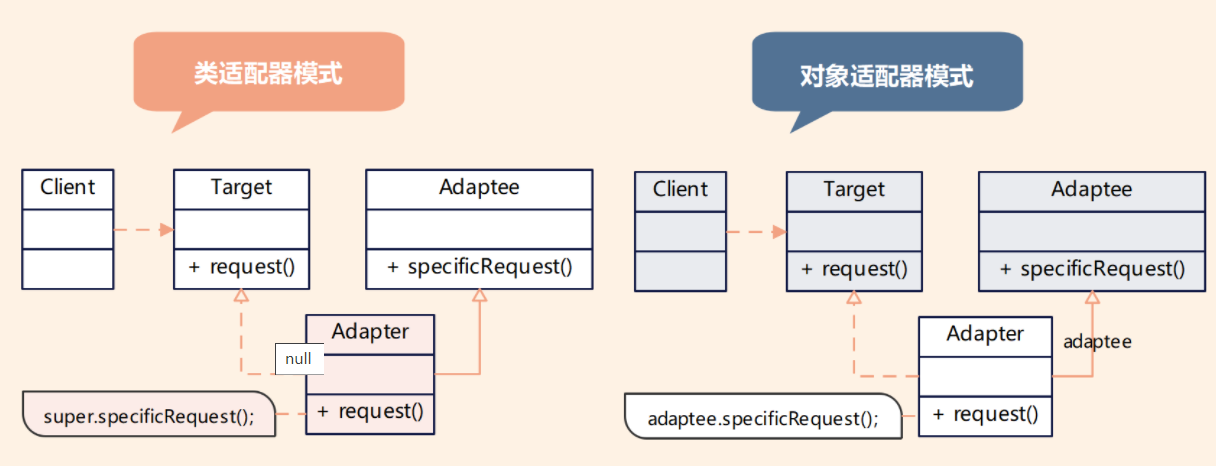 类适配器模式
对象适配器模式
Client
Target
Adaptee
+ request()
+ specificRequest()
Adapter
null
+ request()
super.specificRequest();
Client
Target
Adaptee
+ request()
+ specificRequest()
Adapter
adaptee
+ request()
adaptee.specificRequest();